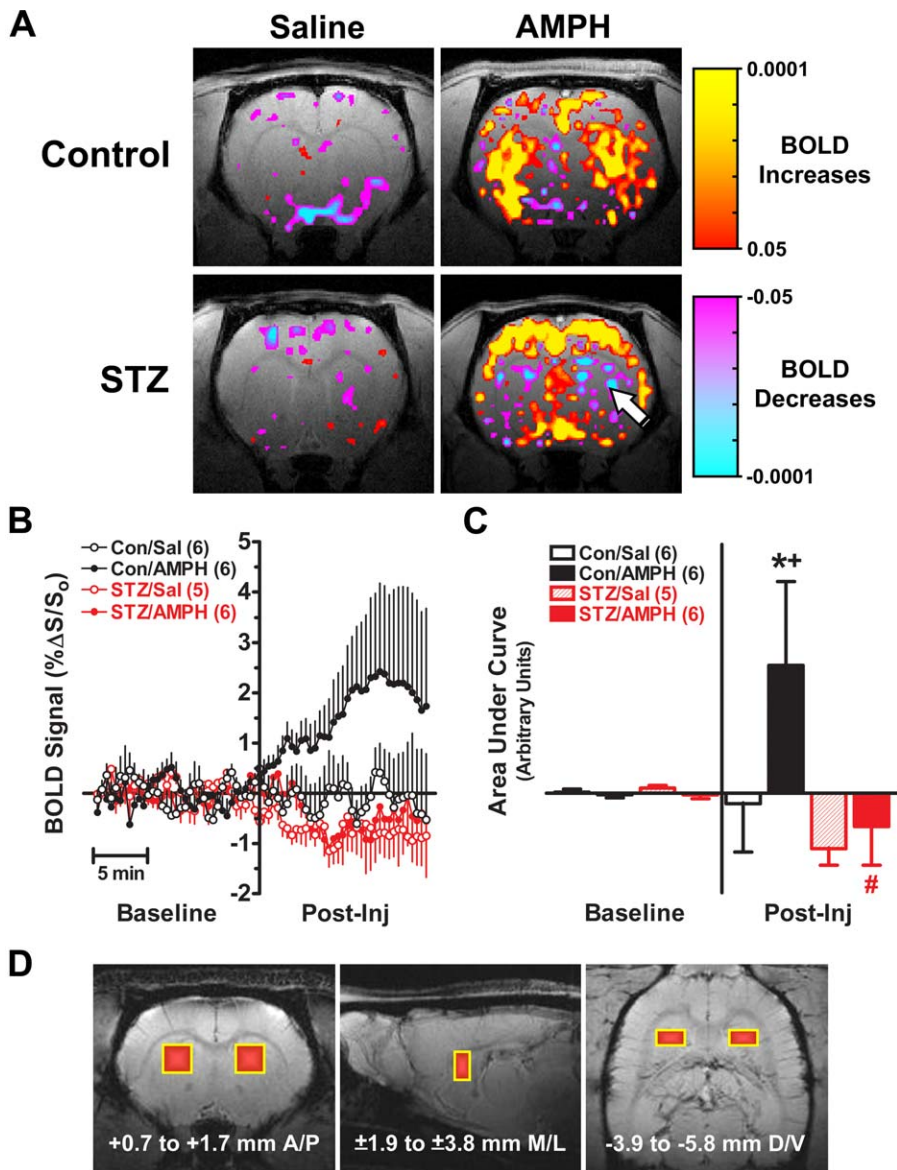 A
Saline
AMPH
Control
STZ
0.0001
BOLD
Increases
0.05
-0.05
BOLD
Decreases
-0.0001
B
Con/Sal (6)
Con/AMPH (6)
STZ/Sal (5)
STZ/AMPH (6)
BOLD Signal (%ΔS/S₀)
5
4
3
2
1
-1
-2
5 min
Baseline
Post-Inj
C
Con/Sal (6)
Con/AMPH (6)
STZ/Sal (5)
STZ/AMPH (6)
Area Under Curve
(Arbitrary Units)
*+
#
Baseline
Post-Inj
D
+0.7 to +1.7 mm A/P
±1.9 to ±3.8 mm M/L
-3.9 to -5.8 mm D/V